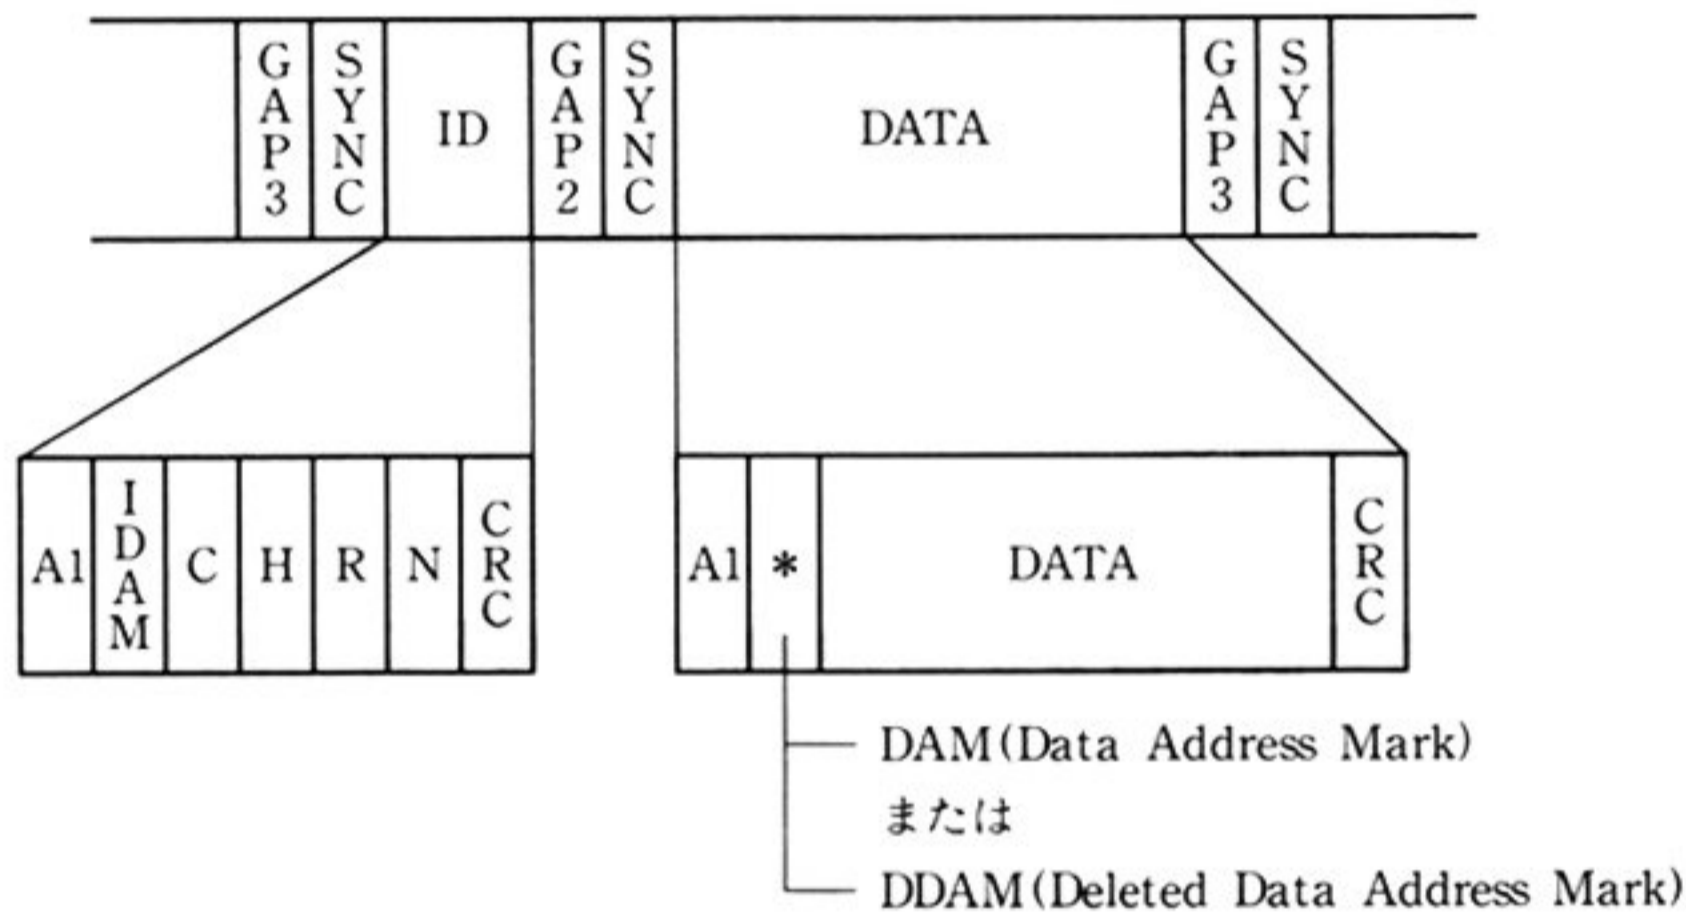 GAP3 SYNC ID GAP2 SYNC DATA GAP3 SYNC
A1 IDAM C H R N CRC A1 * DATA CRC
DAM(Data Address Mark)
または
DDAM(Deleted Data Address Mark)